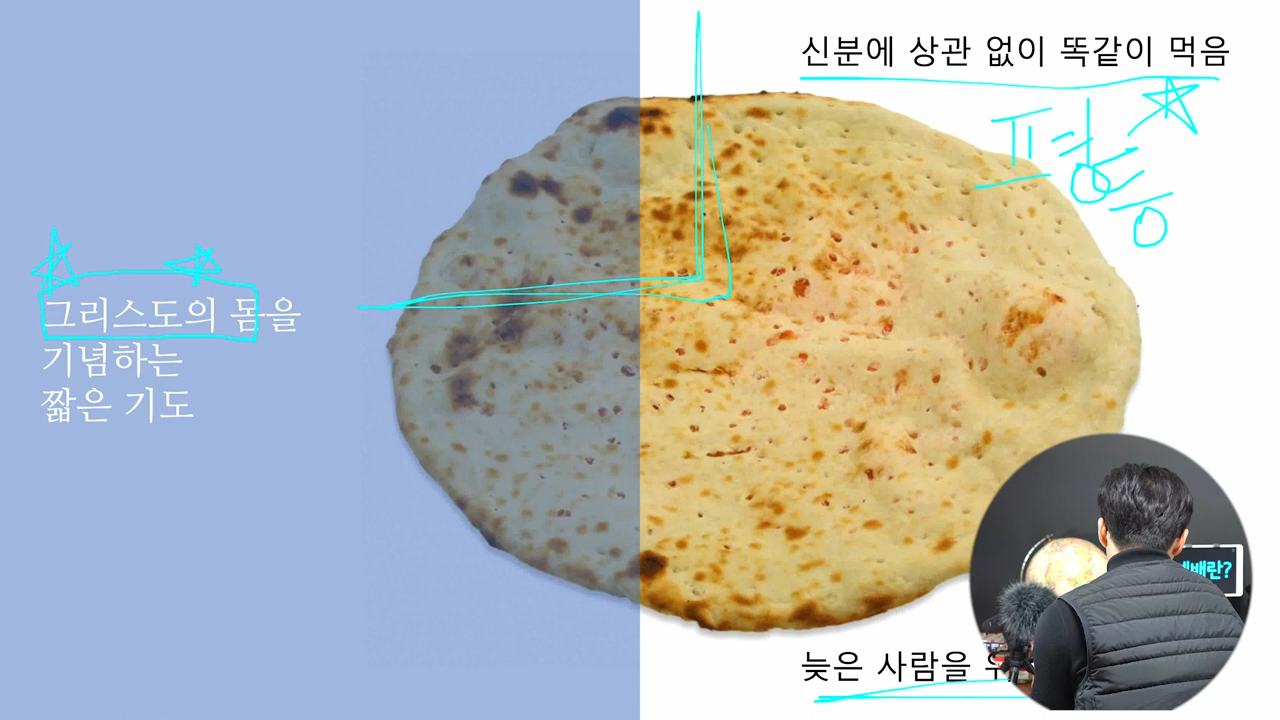 신분에 상관 없이 똑같이 먹음
평등
그리스도의 몸을
기념하는
짧은 기도
늦은 사람을